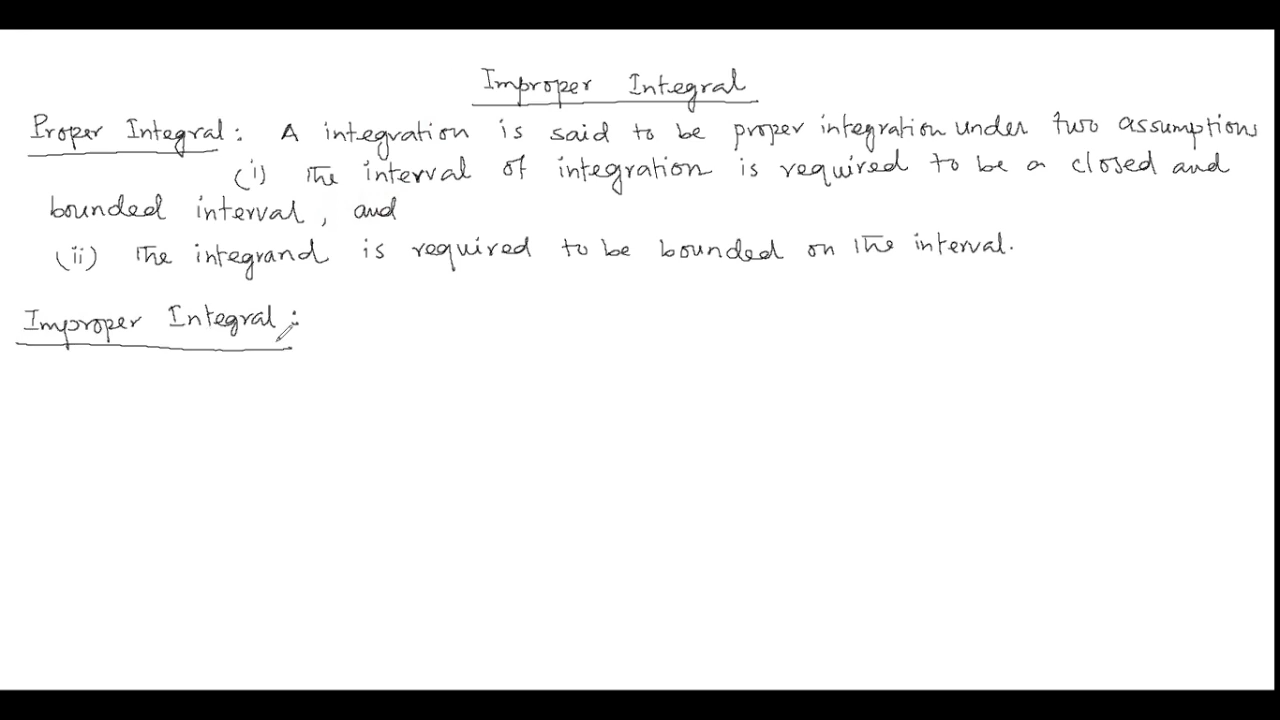 Improper Integral
Proper Integral: A integration is said to be proper integration under two assumptions
(i) The interval of integration is required to be a closed and
bounded interval, and
(ii) The integrand is required to be bounded on the interval.
Improper Integral: